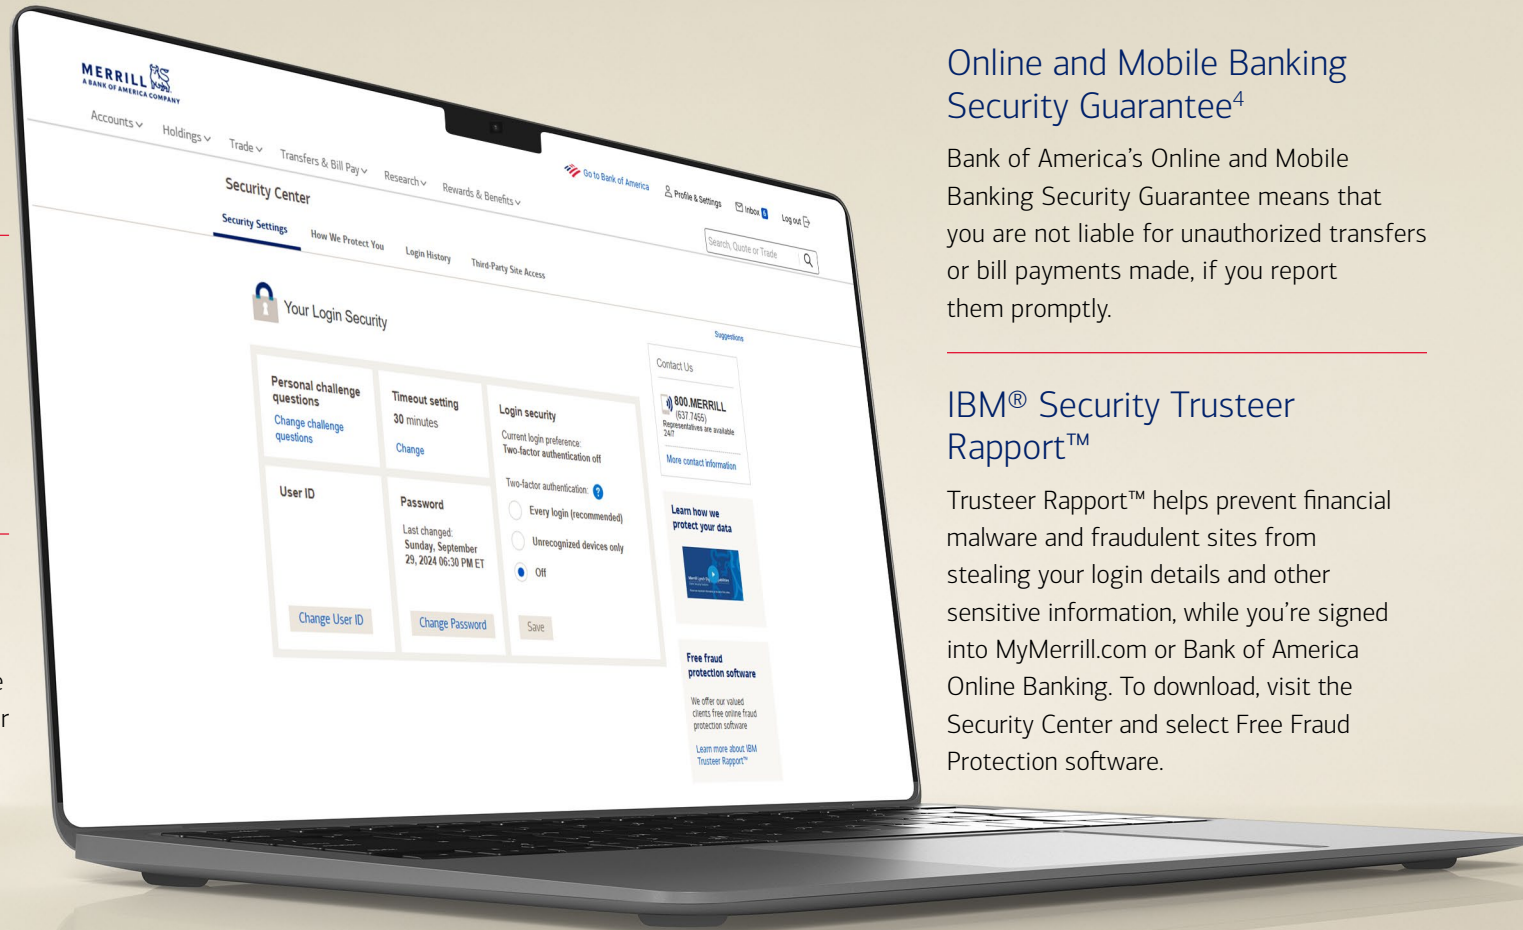 MERRILL
A BANK OF AMERICA COMPANY
Accounts
Holdings
Trade
Transfers & Bill Pay
Research
Rewards & Benefits
Go to Bank of America
Profile & Settings
Inbox
Log out
Search, Quote or Trade
Security Center
Security Settings
How We Protect You
Login History
Third-Party Site Access
Your Login Security
Suggestions
Personal challenge
questions
Change challenge
questions
Timeout setting
30 minutes
Change
Login security
Current login preference:
Two-factor authentication off
Two-factor authentication: ?
Every login (recommended)
Unrecognized devices only
Off
Save
User ID
Change User ID
Password
Last changed:
Sunday, September
29, 2024 06:30 PM ET
Change Password
Contact Us
800.MERRILL
(637.7455)
Representatives are available
24/7
More contact information
Learn how we
protect your data
Free fraud
protection software
We offer our valued
clients free online fraud
protection software
Learn more about IBM
Trusteer Rapport™
Online and Mobile Banking
Security Guarantee⁴
Bank of America’s Online and Mobile
Banking Security Guarantee means that
you are not liable for unauthorized transfers
or bill payments made, if you report
them promptly.
IBM® Security Trusteer
Rapport™
Trusteer Rapport™ helps prevent financial
malware and fraudulent sites from
stealing your login details and other
sensitive information, while you’re signed
into MyMerrill.com or Bank of America
Online Banking. To download, visit the
Security Center and select Free Fraud
Protection software.